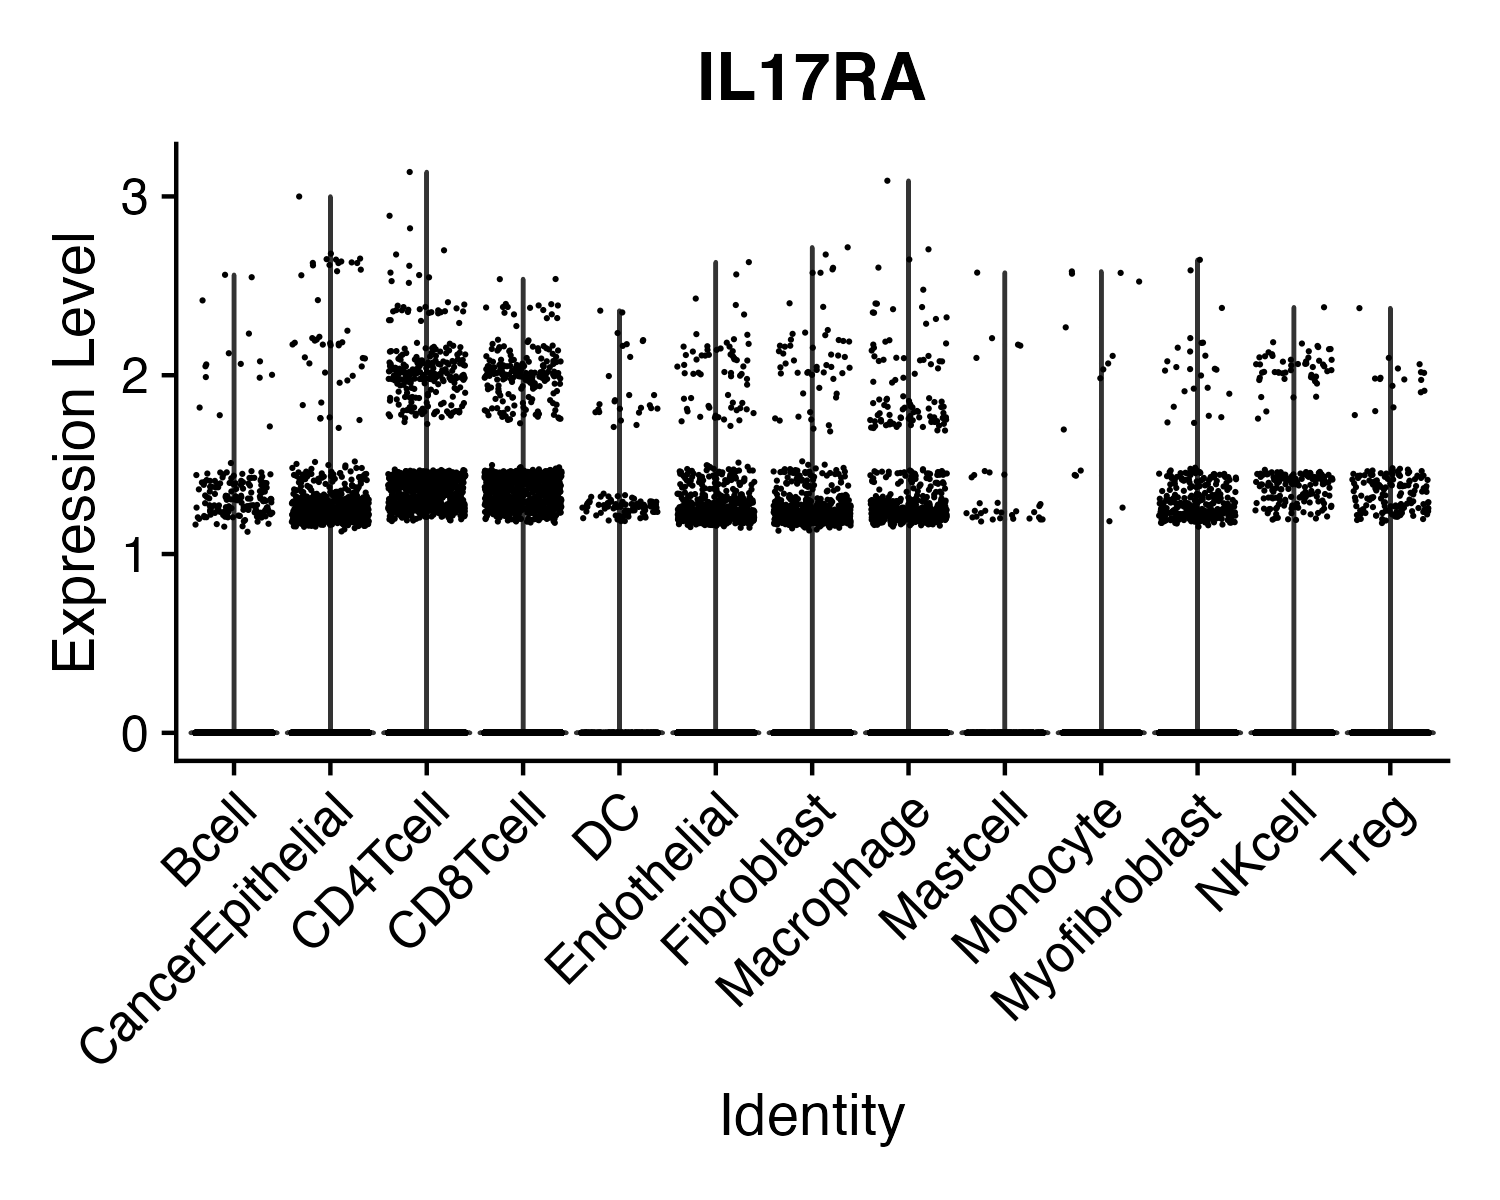 IL17RA
Expression Level
3
2
1
0
Bcell
CancerEpithelial
CD4Tcell
CD8Tcell
DC
Endothelial
Fibroblast
Macrophage
Mastcell
Monocyte
Myofibroblast
NKcell
Treg
Identity